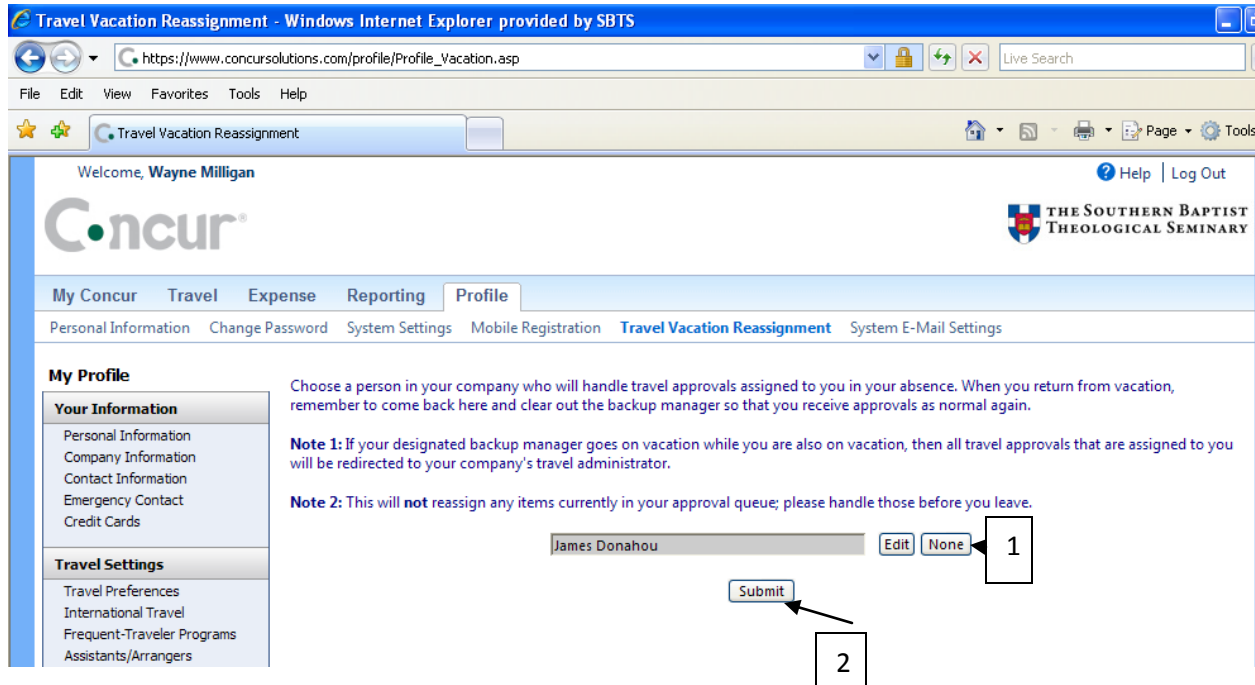 Travel Vacation Reassignment - Windows Internet Explorer provided by SBTS
https://www.concursolutions.com/profile/Profile_Vacation.asp
Live Search
File Edit View Favorites Tools Help
Travel Vacation Reassignment
Page Tools
Welcome, Wayne Milligan
Help | Log Out
Concur®
THE SOUTHERN BAPTIST
THEOLOGICAL SEMINARY
My Concur Travel Expense Reporting Profile
Personal Information Change Password System Settings Mobile Registration Travel Vacation Reassignment System E-Mail Settings
My Profile
Your Information
Personal Information
Company Information
Contact Information
Emergency Contact
Credit Cards
Travel Settings
Travel Preferences
International Travel
Frequent-Traveler Programs
Assistants/Arrangers
Choose a person in your company who will handle travel approvals assigned to you in your absence. When you return from vacation,
remember to come back here and clear out the backup manager so that you receive approvals as normal again.
Note 1: If your designated backup manager goes on vacation while you are also on vacation, then all travel approvals that are assigned to you
will be redirected to your company's travel administrator.
Note 2: This will not reassign any items currently in your approval queue; please handle those before you leave.
James Donahou Edit None 1
Submit
2